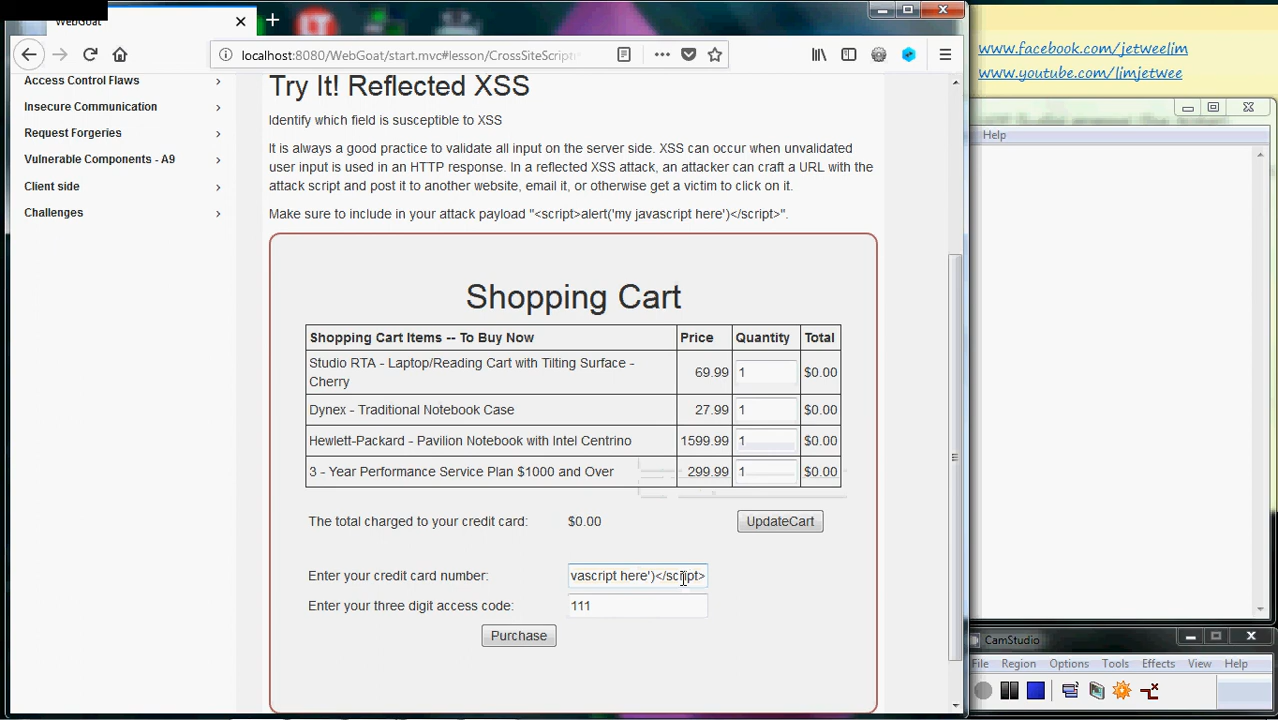 WebGoat
localhost:8080/WebGoat/start.mvc#lesson/CrossSiteScript
www.facebook.com/jetweelim
www.youtube.com/limjetwee
Access Control Flaws
Insecure Communication
Request Forgeries
Vulnerable Components - A9
Client side
Challenges
Try It! Reflected XSS
Identify which field is susceptible to XSS
It is always a good practice to validate all input on the server side. XSS can occur when unvalidated
user input is used in an HTTP response. In a reflected XSS attack, an attacker can craft a URL with the
attack script and post it to another website, email it, or otherwise get a victim to click on it.
Make sure to include in your attack payload "<script>alert('my javascript here')</script>".
Shopping Cart
Shopping Cart Items -- To Buy Now Price Quantity Total
Studio RTA - Laptop/Reading Cart with Tilting Surface -
Cherry 69.99 1 $0.00
Dynex - Traditional Notebook Case 27.99 1 $0.00
Hewlett-Packard - Pavilion Notebook with Intel Centrino 1599.99 1 $0.00
3 - Year Performance Service Plan $1000 and Over 299.99 1 $0.00
The total charged to your credit card: $0.00 UpdateCart
Enter your credit card number: vascript here')</script>
Enter your three digit access code: 111
Purchase
Help
CamStudio
File Region Options Tools Effects View Help